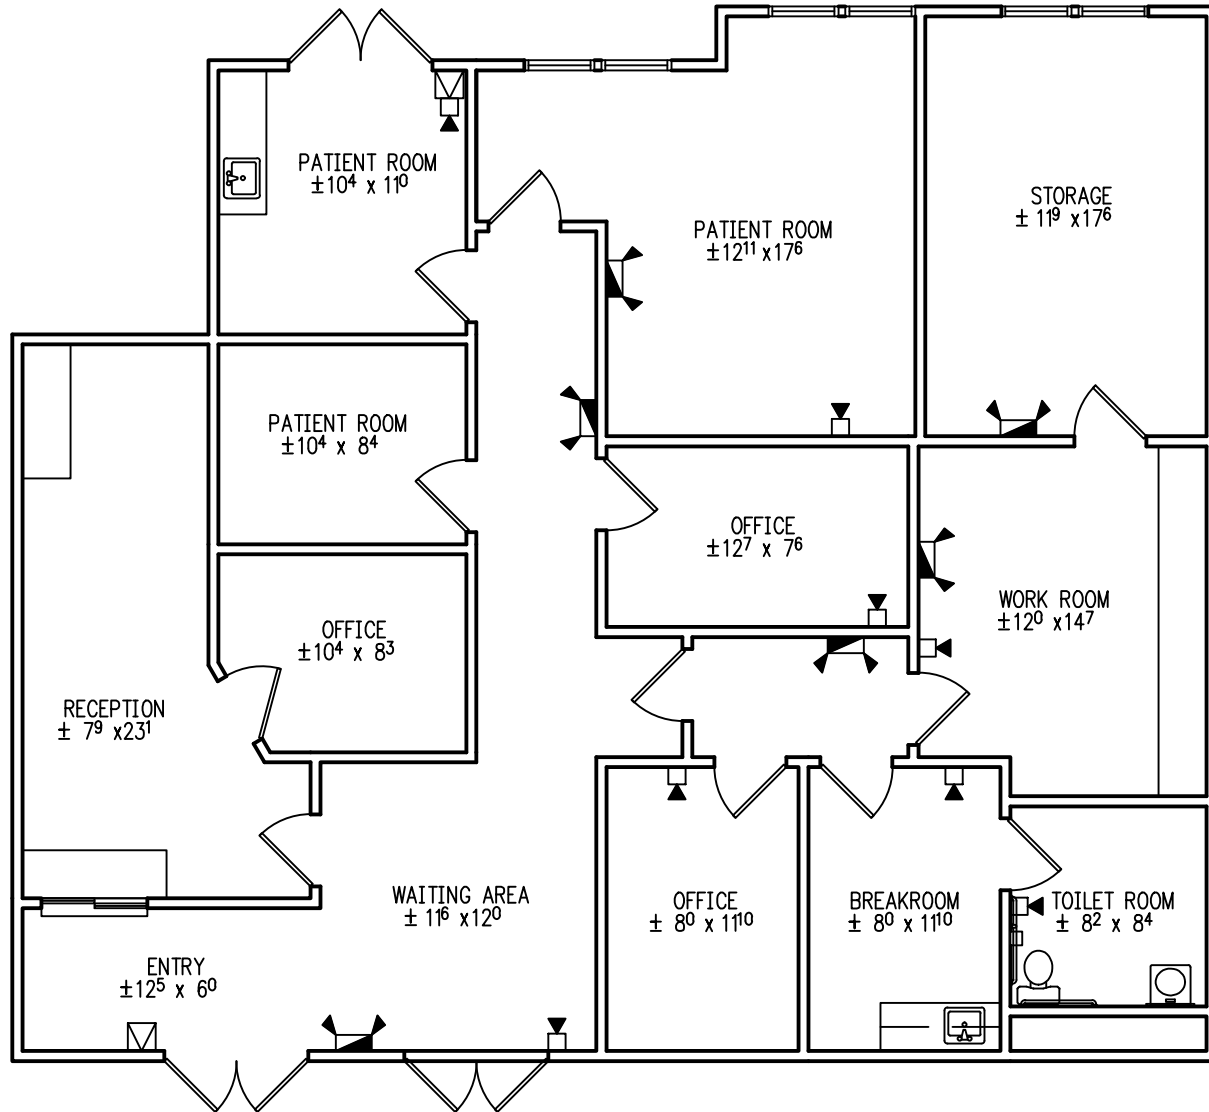 PATIENT ROOM
±10⁴ x 11⁰
STORAGE
± 11⁹ x17⁶
PATIENT ROOM
±12¹¹ x17⁶
PATIENT ROOM
±10⁴ x 8⁴
OFFICE
±12⁷ x 7⁶
WORK ROOM
±12⁰ x14⁷
OFFICE
±10⁴ x 8³
RECEPTION
± 7⁹ x23¹
WAITING AREA
± 11⁶ x12⁰
OFFICE
± 8⁰ x 11¹⁰
BREAKROOM
± 8⁰ x 11¹⁰
TOILET ROOM
± 8² x 8⁴
ENTRY
±12⁵ x 6⁰